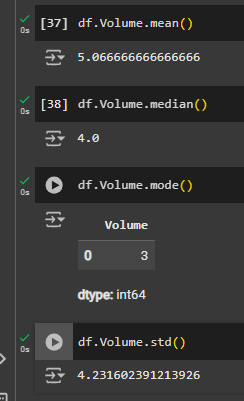 [37] df.Volume.mean()
0s
5.066666666666666
[38] df.Volume.median()
0s
4.0
df.Volume.mode()
0s
Volume
0 3
dtype: int64
df.Volume.std()
0s
4.231602391213926